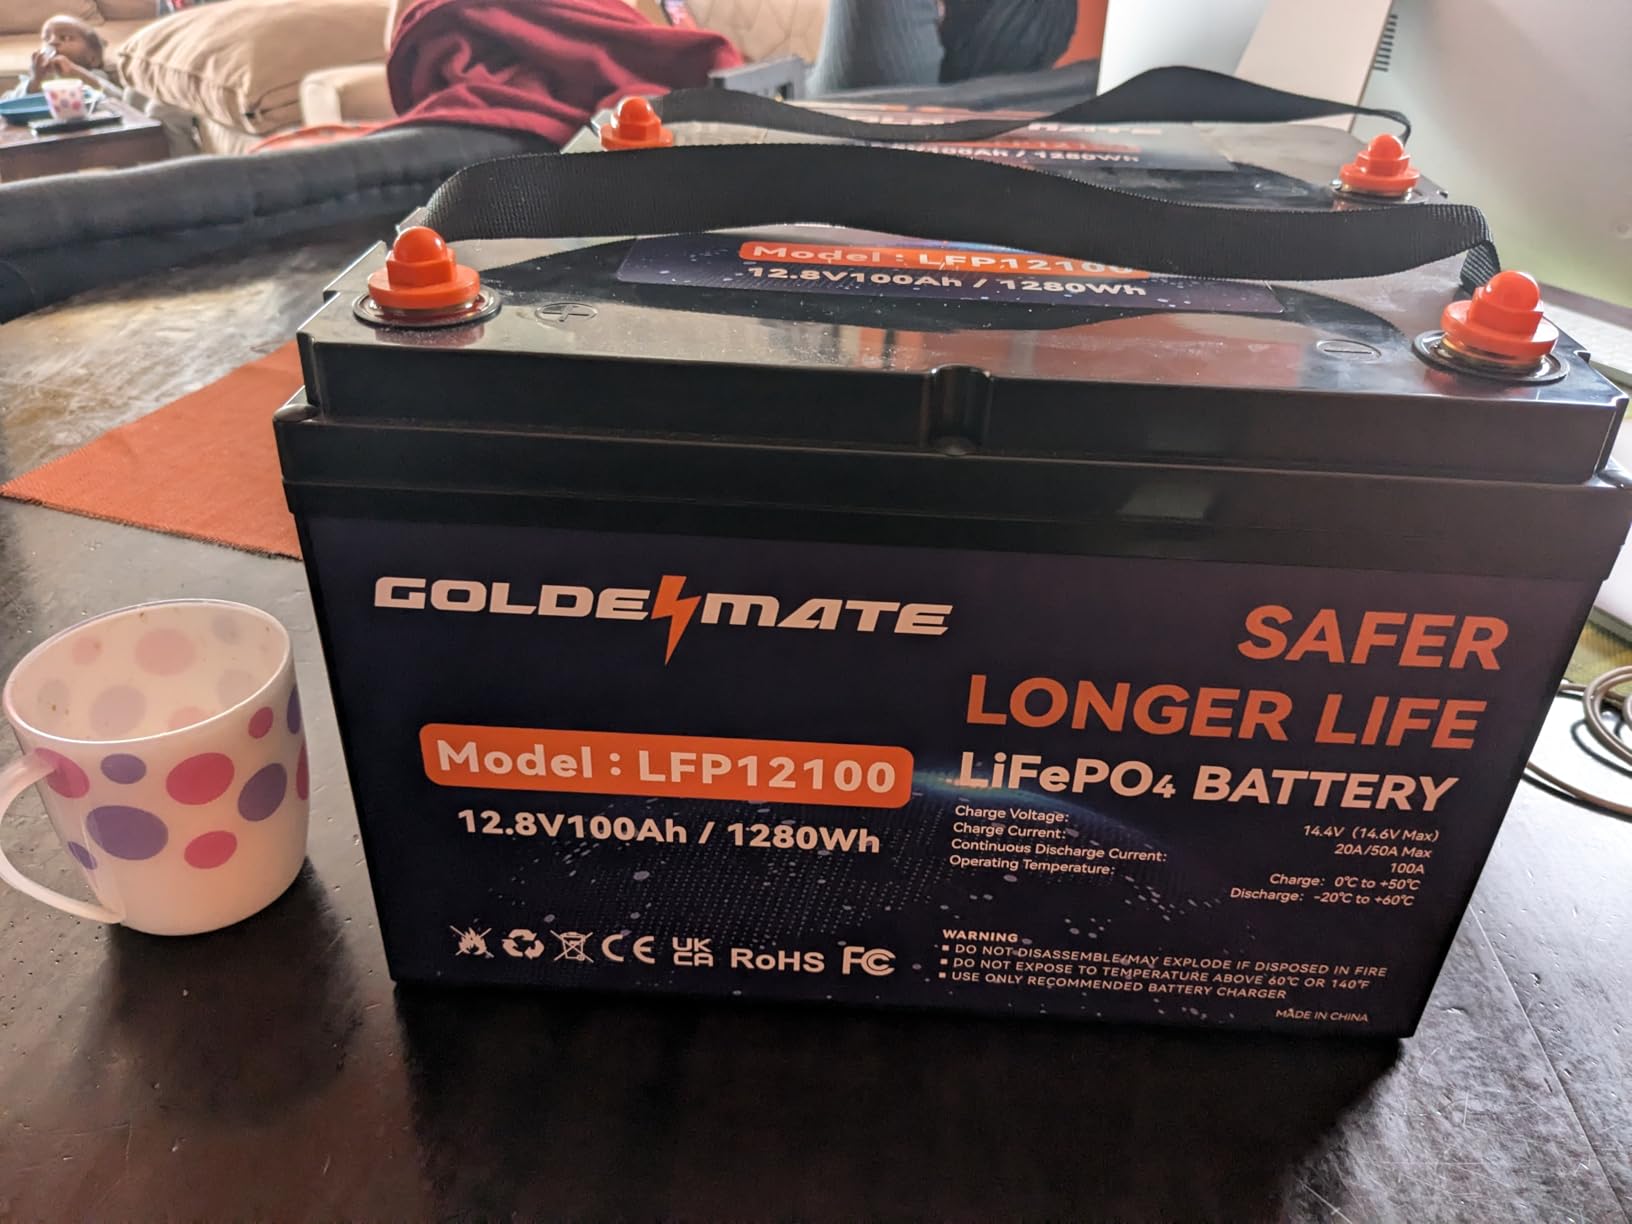 MATE
100Ah / 1280Wh
Model : LFP12100
12.8V100Ah / 1280Wh
GOLDENMATE
Model : LFP12100
12.8V100Ah / 1280Wh
SAFER
LONGER LIFE
LiFePO4 BATTERY
Charge Voltage: 14.4V (14.6V Max)
Charge Current: 20A/50A Max
Continuous Discharge Current: 100A
Operating Temperature: Charge: 0℃ to +50℃
Discharge: -20℃ to +60℃
CE UK CA RoHS FC
WARNING
▪ DO NOT DISASSEMBLE/MAY EXPLODE IF DISPOSED IN FIRE
▪ DO NOT EXPOSE TO TEMPERATURE ABOVE 60℃ OR 140℉
▪ USE ONLY RECOMMENDED BATTERY CHARGER
MADE IN CHINA